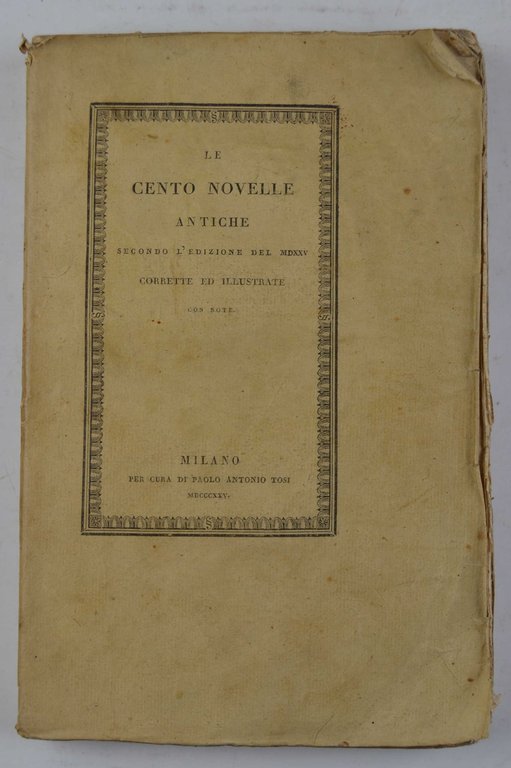 LE
CENTO NOVELLE
ANTICHE
SECONDO L'EDIZIONE DEL MDXXV
CORRETTE ED ILLUSTRATE
CON NOTE.
MILANO
PER CURA DI PAOLO ANTONIO TOSI
MDCCCXXV.